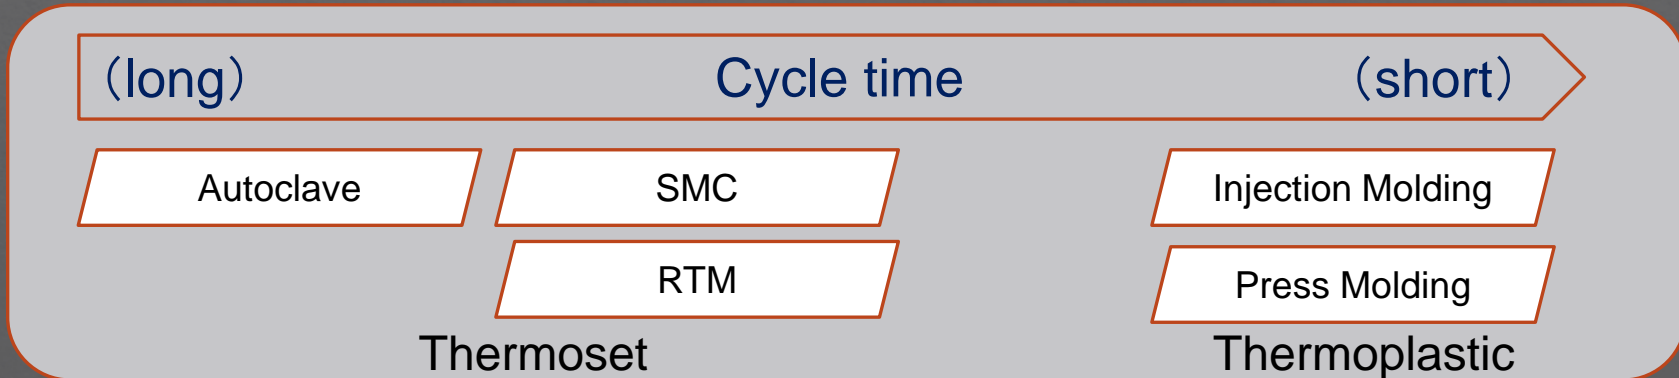 （long） Cycle time （short）
Autoclave SMC Injection Molding
RTM Press Molding
Thermoset Thermoplastic